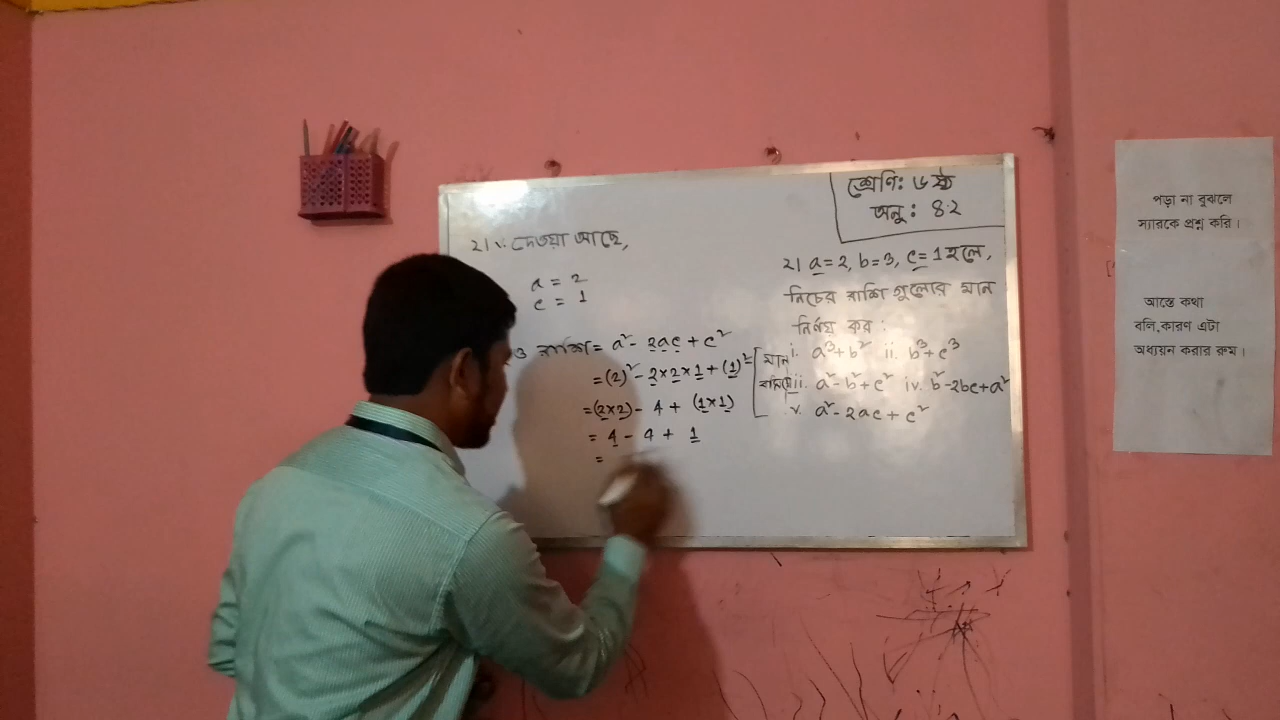 শ্রেণি: ৬ষ্ঠ
অনু: ৪.২
২। v. দেওয়া আছে,
a = 2
c = 1
রাশি = a² - 2ac + c²
= (2)² - 2×2×1 + (1)²
= (2×2) - 4 + (1×1)
= 4 - 4 + 1
=
[মান বসিয়ে]
২। a=2, b=3, c=1 হলে,
নিচের রাশি গুলোর মান
নির্ণয় কর:
i. a³+b² ii. b³+c³
iii. a²-b²+c² iv. b²-2bc+a²
v. a²-2ac+c²
পড়া না বুঝলে
স্যারকে প্রশ্ন করি।
আস্তে কথা
বলি,কারণ এটা
অধ্যয়ন করার রুম।